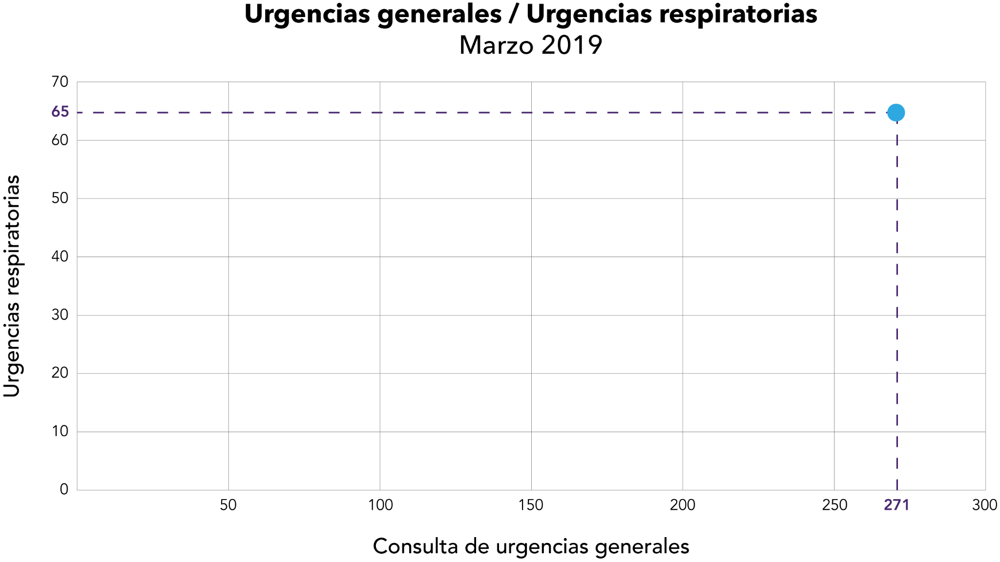 Urgencias generales / Urgencias respiratorias
Marzo 2019
Urgencias respiratorias
70
65
60
50
40
30
20
10
0
50 100 150 200 250 271 300
Consulta de urgencias generales